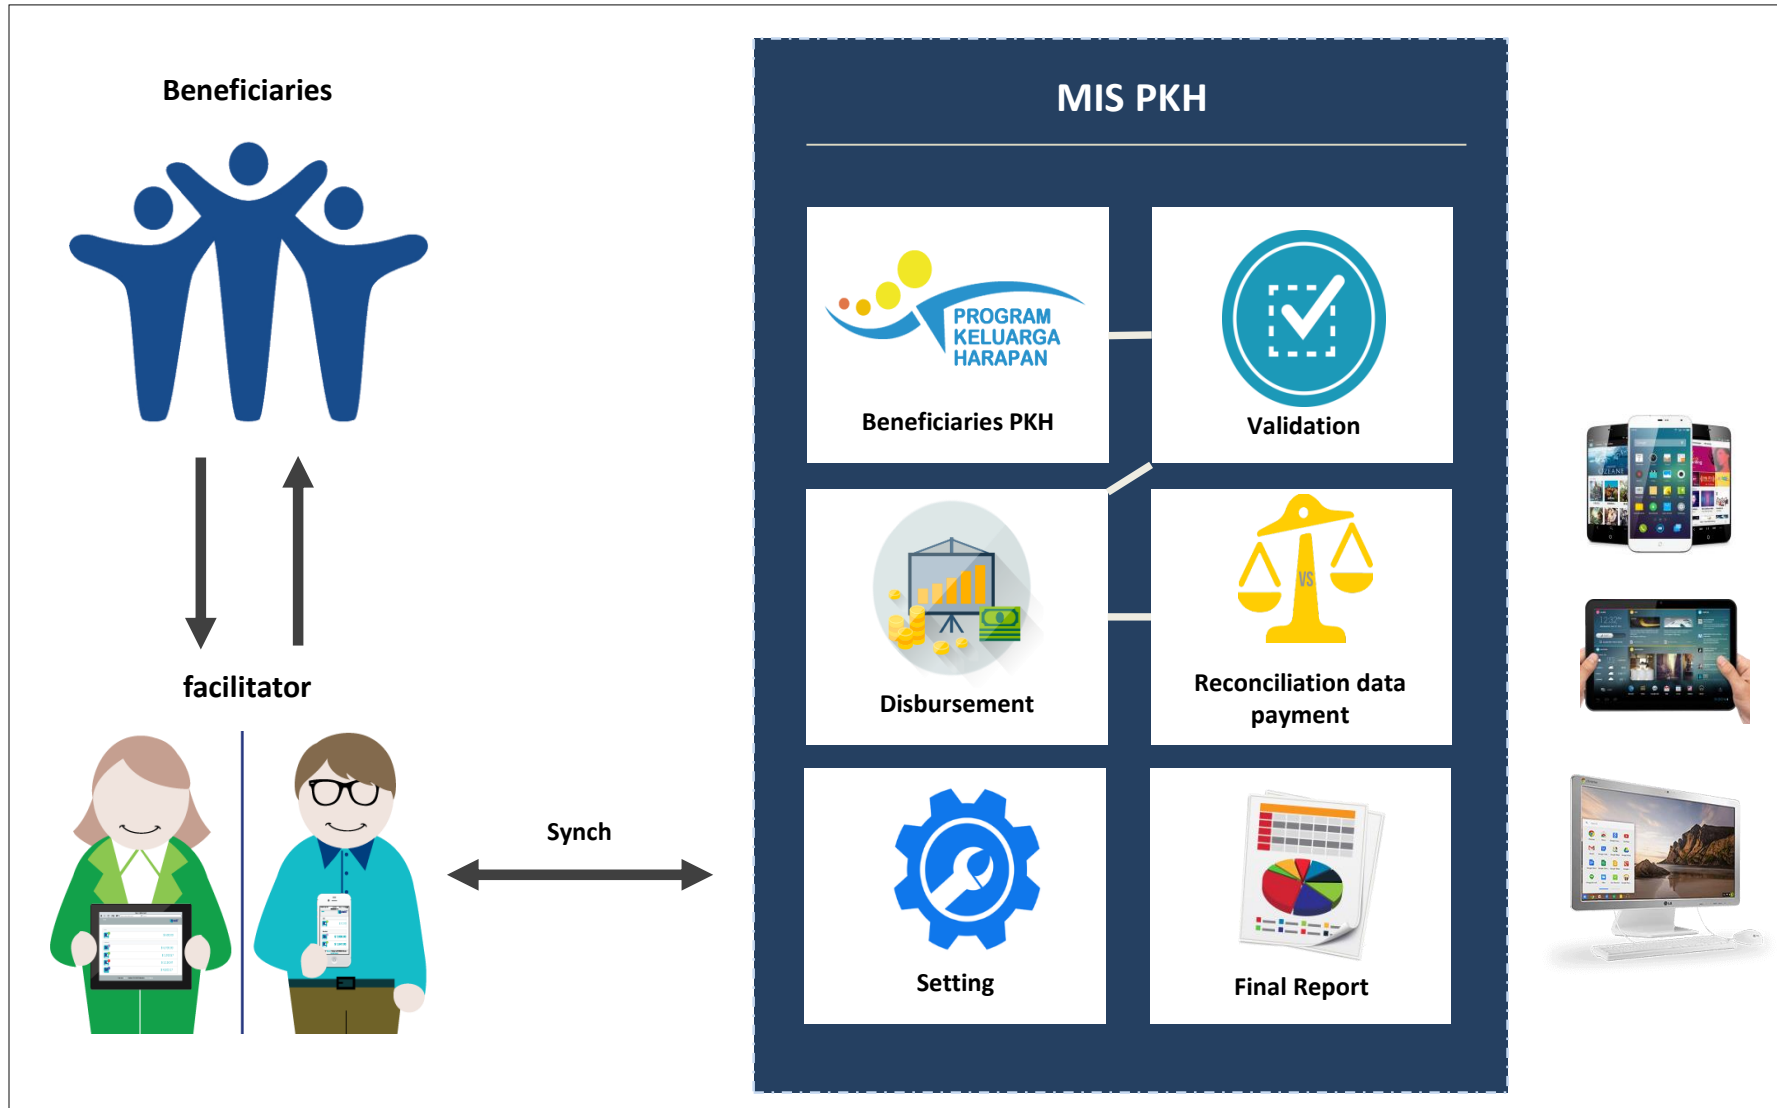 Beneficiaries
MIS PKH
PROGRAM
KELUARGA
HARAPAN
Beneficiaries PKH
Validation
facilitator
VS
Disbursement
Reconciliation data
payment
Synch
Setting
Final Report